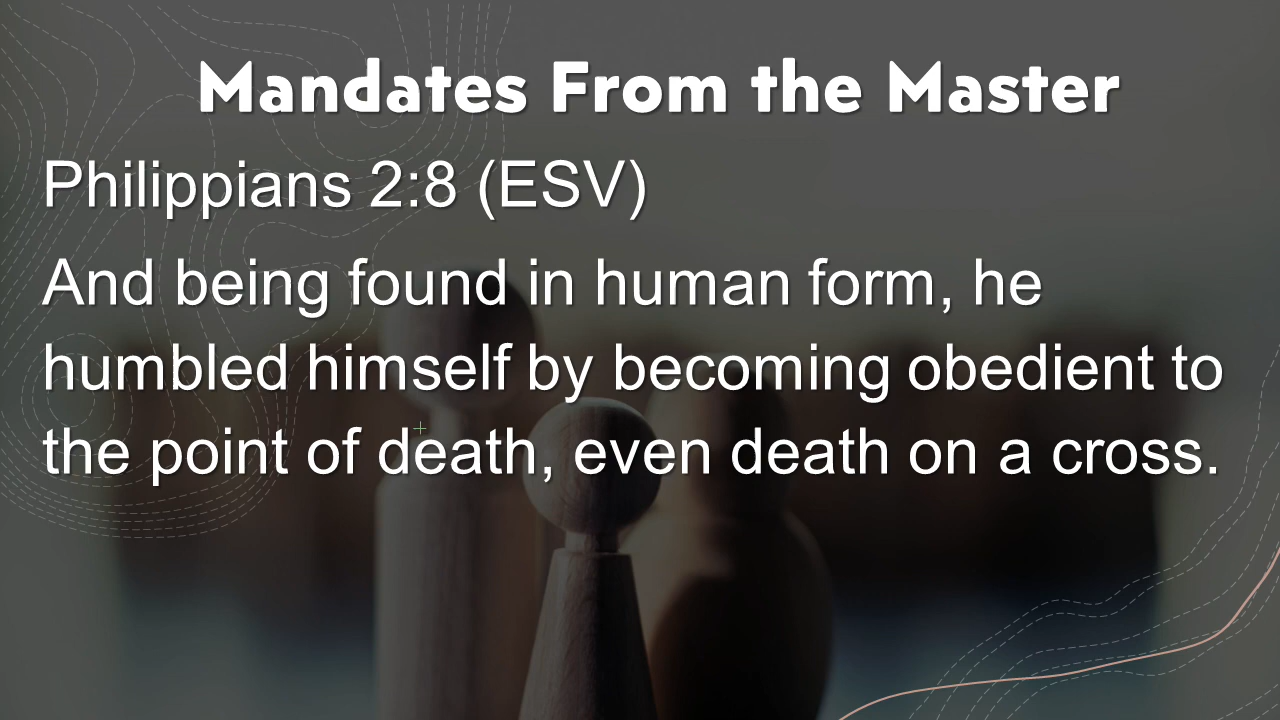 Mandates From the Master
Philippians 2:8 (ESV)
And being found in human form, he
humbled himself by becoming obedient to
the point of death, even death on a cross.